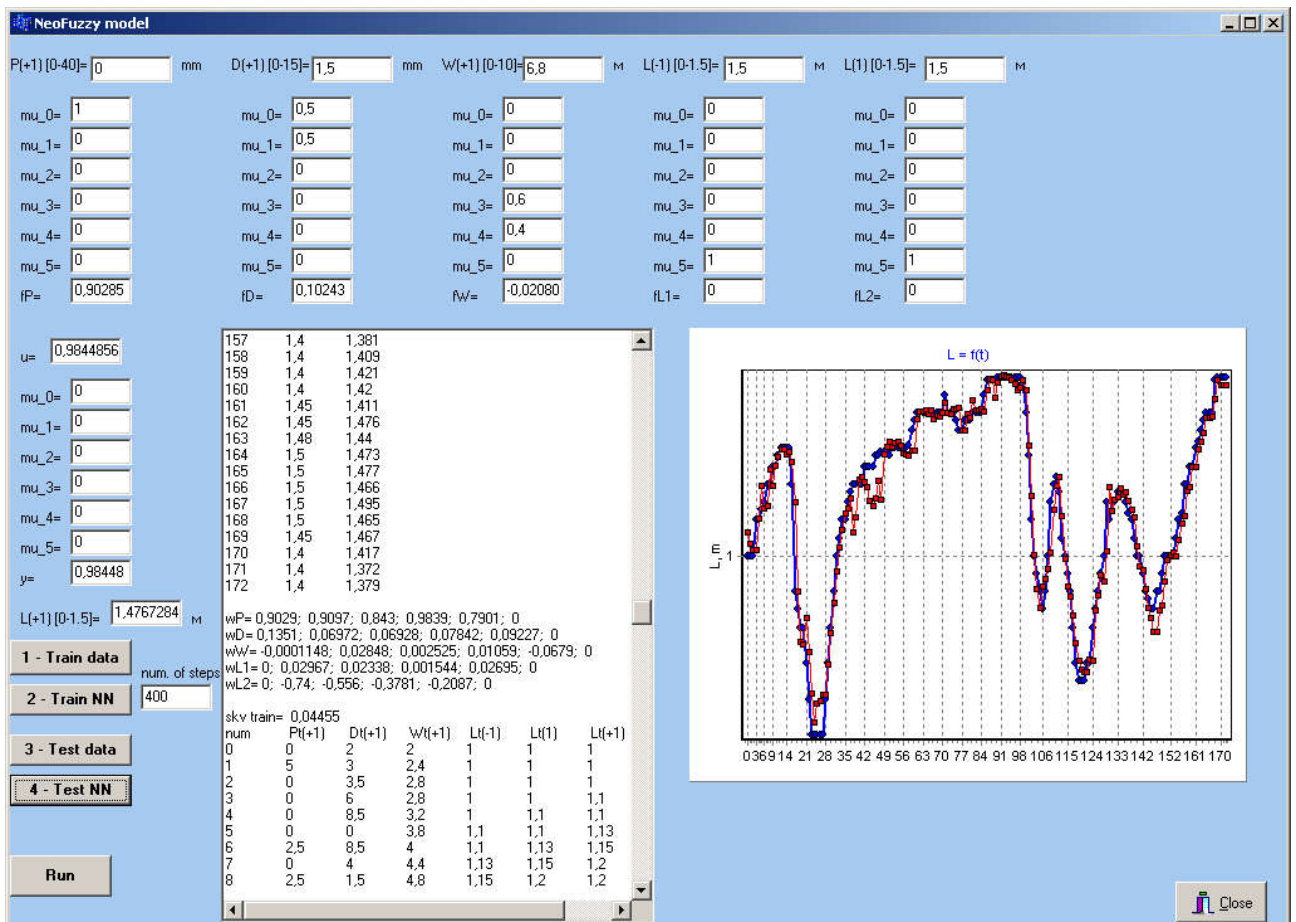 NeoFuzzy model
P(+1) [0-40]= 0 mm D(+1) [0-15]= 1,5 mm W(+1) [0-10]= 6,8 м L(-1) [0-1.5]= 1,5 м L(1) [0-1.5]= 1,5 м
mu_0= 1 mu_0= 0,5 mu_0= 0 mu_0= 0 mu_0= 0
mu_1= 0 mu_1= 0,5 mu_1= 0 mu_1= 0 mu_1= 0
mu_2= 0 mu_2= 0 mu_2= 0 mu_2= 0 mu_2= 0
mu_3= 0 mu_3= 0 mu_3= 0,6 mu_3= 0 mu_3= 0
mu_4= 0 mu_4= 0 mu_4= 0,4 mu_4= 0 mu_4= 0
mu_5= 0 mu_5= 0 mu_5= 0 mu_5= 1 mu_5= 1
fP= 0,90285 fD= 0,10243 fW= -0,02080 fL1= 0 fL2= 0
u= 0,9844856
mu_0= 0
mu_1= 0
mu_2= 0
mu_3= 0
mu_4= 0
mu_5= 0
y= 0,98448
L(+1) [0-1.5]= 1,4767284 м
1 - Train data
2 - Train NN
num. of steps
400
3 - Test data
4 - Test NN
Run
157 1,4 1,381
158 1,4 1,409
159 1,4 1,421
160 1,4 1,42
161 1,45 1,411
162 1,45 1,476
163 1,48 1,44
164 1,5 1,473
165 1,5 1,477
166 1,5 1,466
167 1,5 1,495
168 1,5 1,465
169 1,45 1,467
170 1,4 1,417
171 1,4 1,372
172 1,4 1,379
wP= 0,9029; 0,9097; 0,843; 0,9839; 0,7901; 0
wD= 0,1351; 0,06972; 0,06928; 0,07842; 0,09227; 0
wW= -0,0001148; 0,02848; 0,002525; 0,01059; -0,0679; 0
wL1= 0; 0,02967; 0,02338; 0,001544; 0,02695; 0
wL2= 0; -0,74; -0,556; -0,3781; -0,2087; 0
skv train= 0,04455
num Pt(+1) Dt(+1) Wt(+1) Lt(-1) Lt(1) Lt(+1)
0 0 2 2 1 1 1
1 5 3 2,4 1 1 1
2 0 3,5 2,8 1 1 1
3 0 6 2,8 1 1 1,1
4 0 8,5 3,2 1 1,1 1,1
5 0 0 3,8 1,1 1,1 1,13
6 2,5 8,5 4 1,1 1,13 1,15
7 0 4 4,4 1,13 1,15 1,2
8 2,5 1,5 4,8 1,15 1,2 1,2
L = f(t)
L, m
1
0 3 6 9 14 21 28 35 42 49 56 63 70 77 84 91 98 106 115 124 133 142 152 161 170
Close